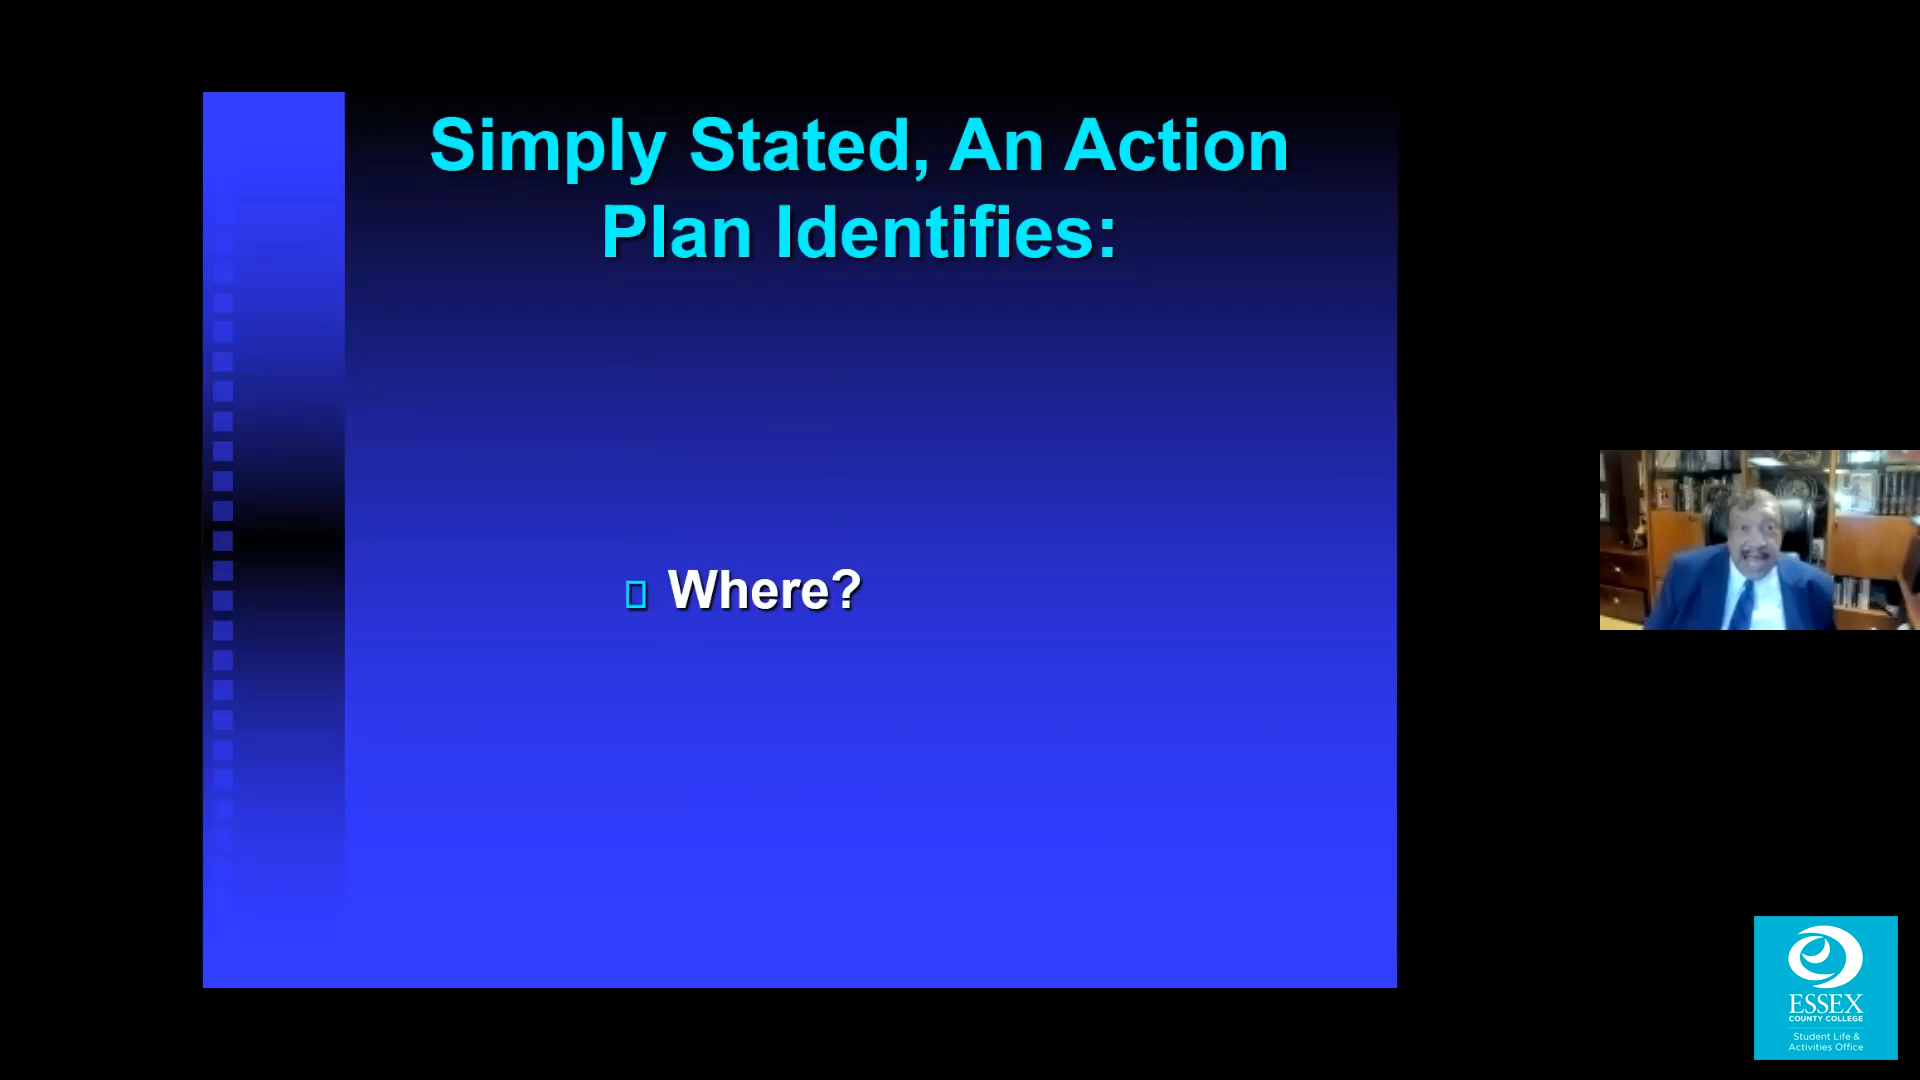 Simply Stated, An Action
Plan Identifies:
Where?
ESSEX
COUNTY COLLEGE
Student Life &
Activities Office